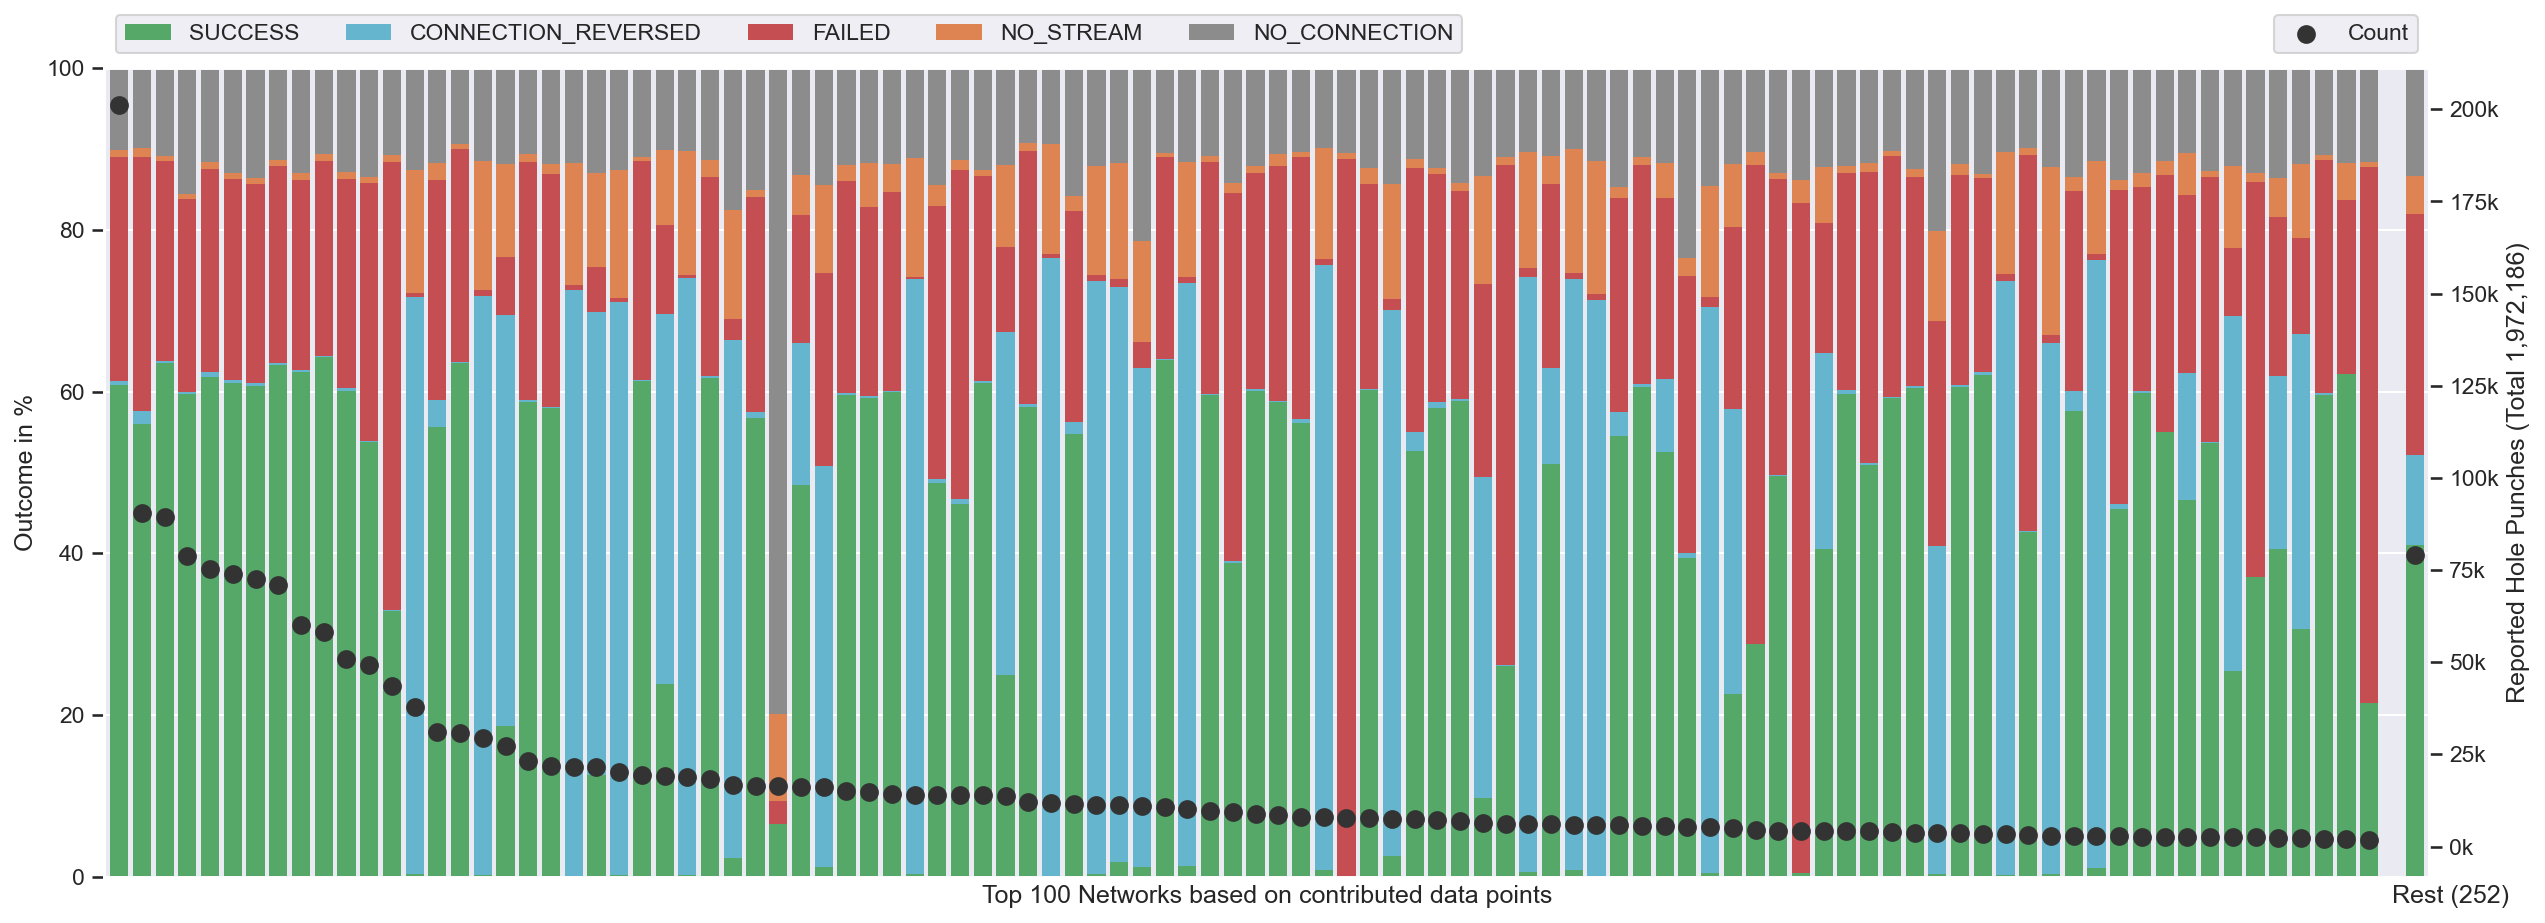 SUCCESS CONNECTION_REVERSED FAILED NO_STREAM NO_CONNECTION
Count
Outcome in %
100
80
60
40
20
0
200k
175k
150k
125k
100k
75k
50k
25k
0k
Reported Hole Punches (Total 1,972,186)
Top 100 Networks based on contributed data points
Rest (252)